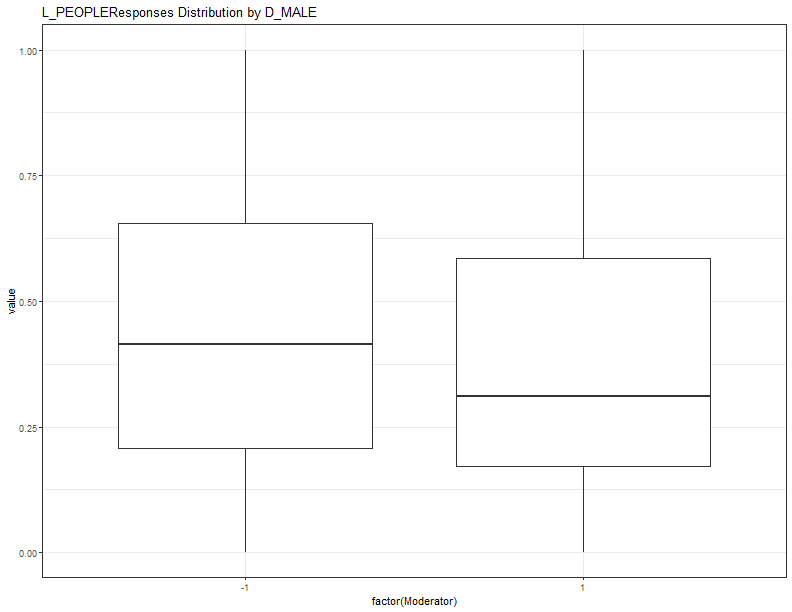 L_PEOPLEResponses Distribution by D_MALE
1.00
0.75
0.50
0.25
0.00
value
-1 1
factor(Moderator)